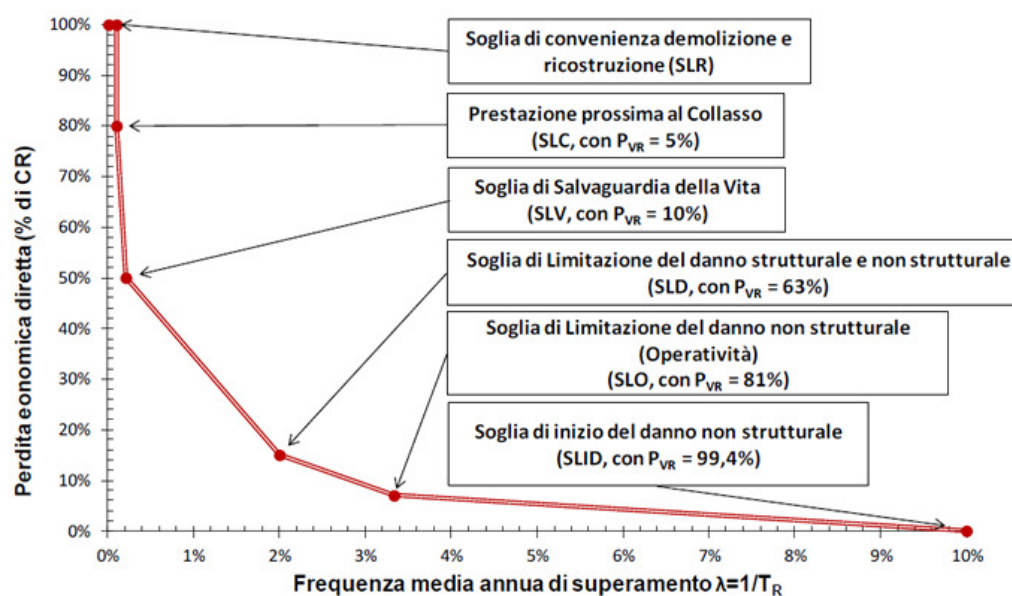 100%
90%
80%
70%
60%
50%
40%
30%
20%
10%
0%
Perdita eonomica diretta (% di CR)
Soglia di convenienza demolizione e
ricostruzione (SLR)
Prestazione prossima al Collasso
(SLC, con PVR = 5%)
Soglia di Salvaguardia della Vita
(SLV, con PVR = 10%)
Soglia di Limitazione del danno strutturale e non strutturale
(SLD, con PVR = 63%)
Soglia di Limitazione del danno non strutturale
(Operatività)
(SLO, con PVR = 81%)
Soglia di inizio del danno non strutturale
(SLID, con PVR = 99,4%)
0% 1% 2% 3% 4% 5% 6% 7% 8% 9% 10%
Frequenza media annua di superamento λ=1/TR